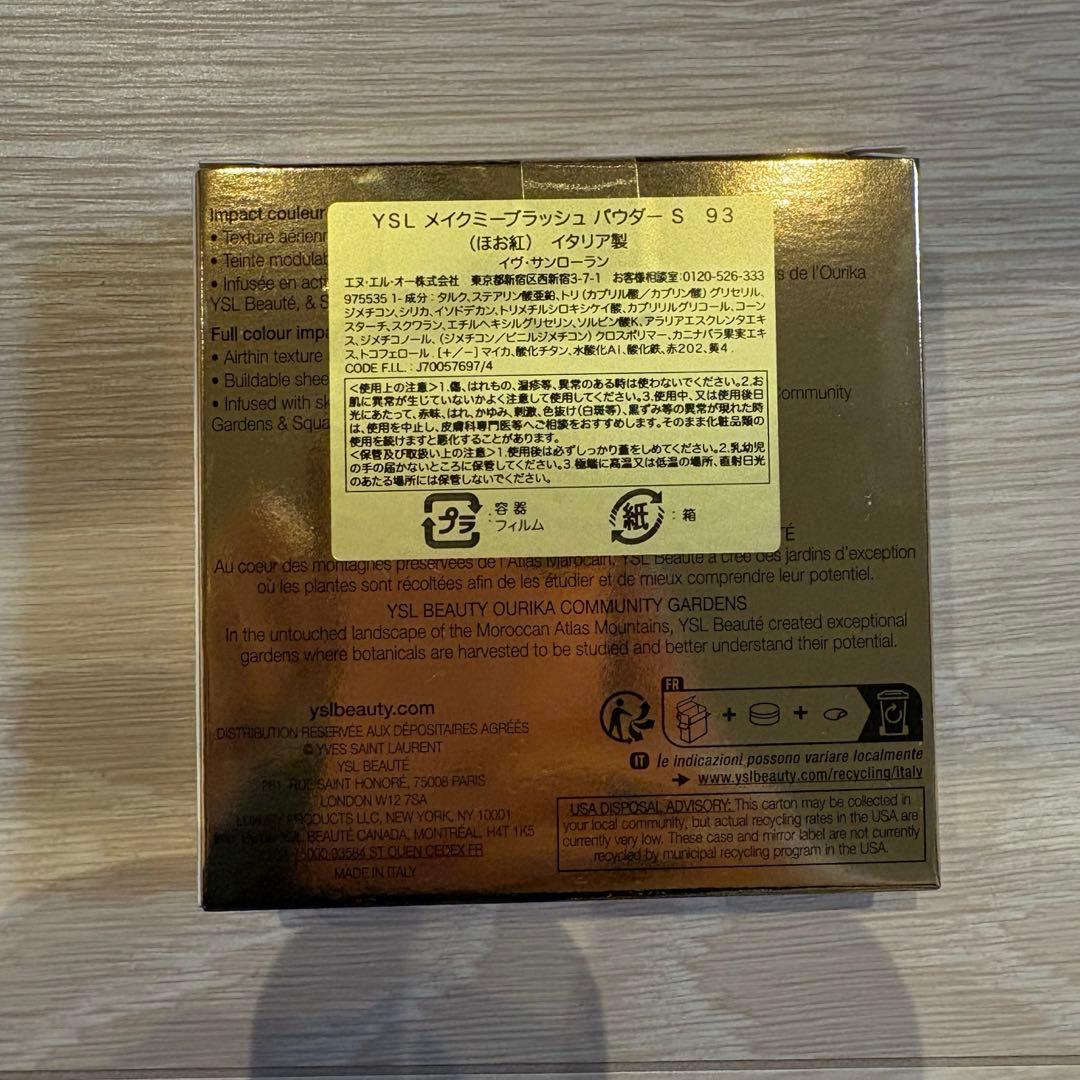 Impact couleur
• Texture aérienn
• Teinte modulab
• Infusée en acti
s de l'Ourika
YSL Beauté, & S
Full colour impa
• Airthin texture
• Buildable shee
• Infused with sk
ommunity
Gardens & Squa
YSL メイクミーブラッシュ パウダー S 93
（ほお紅） イタリア製
イヴ・サンローラン
エヌ・エル・オー株式会社 東京都新宿区西新宿3-7-1 お客様相談室:0120-526-333
975535 1- 成分：タルク、ステアリン酸亜鉛、トリ（カプリル酸／カプリン酸）グリセリル、
ジメチコン、シリカ、イソドデカン、トリメチルシロキシケイ酸、カプリリルグリコール、コーン
スターチ、スクワラン、エチルヘキシルグリセリン、ソルビン酸K、アラリアエスクレンタエキ
ス、ジメチコノール、（ジメチコン／ビニルジメチコン）クロスポリマー、カニナバラ果実エキ
ス、トコフェロール．[＋／－] マイカ、酸化チタン、水酸化Al、酸化鉄、赤202、黄4．
CODE F.I.L. : J70057697/4
＜使用上の注意＞1.傷、はれもの、湿疹等、異常のある時は使わないでください。2.お
肌に異常が生じていないかよく注意して使用してください。3.使用中、又は使用後日
光にあたって、赤味、はれ、かゆみ、刺激、色抜け(白斑等)、黒ずみ等の異常が現れた時
は、使用を中止し、皮膚科専門医等へご相談をおすすめします。そのまま化粧品類の
使用を続けますと悪化することがあります。
＜保管及び取扱い上の注意＞1.使用後は必ずしっかり蓋をしめてください。2.乳幼児
の手の届かないところに保管してください。3.極端に高温又は低温の場所、直射日光
のあたる場所には保管しないでください。
プラ :容器
フィルム
紙 :箱
TÉ
Au coeur des montagnes préservées de l'Atlas Marocain, YSL Beauté a créé des jardins d'exception
où les plantes sont récoltées afin de les étudier et de mieux comprendre leur potentiel.
YSL BEAUTY OURIKA COMMUNITY GARDENS
In the untouched landscape of the Moroccan Atlas Mountains, YSL Beauté created exceptional
gardens where botanicals are harvested to be studied and better understand their potential.
yslbeauty.com
DISTRIBUTION RÉSERVÉE AUX DÉPOSITAIRES AGRÉÉS
© YVES SAINT LAURENT
YSL BEAUTÉ
RUE SAINT HONORÉ, 75008 PARIS
LONDON W12 7SA
PRODUCTS LLC, NEW YORK, NY 10001
BEAUTÉ CANADA, MONTRÉAL, H4T 1K5
75000-93584 ST OUEN CEDEX FR
MADE IN ITALY
FR
+ +
IT le indicazioni possono variare localmente
➔ www.yslbeauty.com/recycling/italy
USA DISPOSAL ADVISORY: This carton may be collected in
your local community, but actual recycling rates in the USA are
currently very low. These case and mirror label are not currently
recycled by municipal recycling program in the USA.